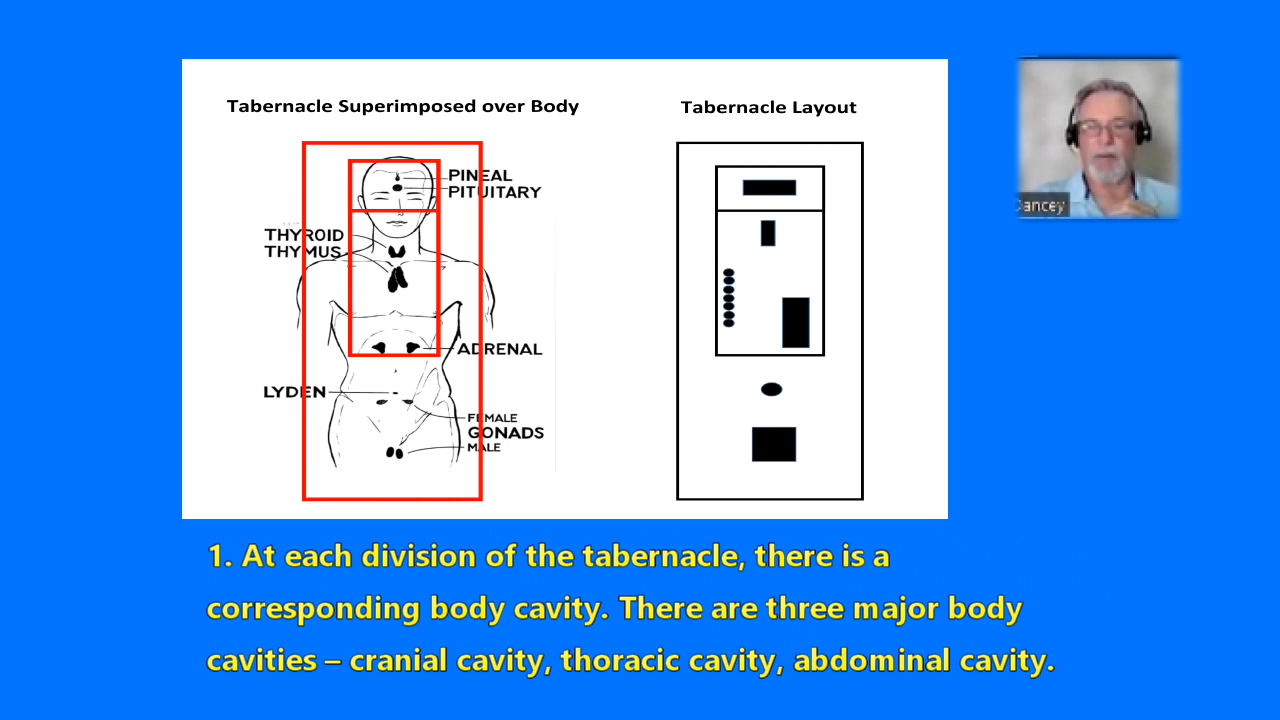 Tabernacle Superimposed over Body
Tabernacle Layout
PINEAL
PITUITARY
THYROID
THYMUS
ADRENAL
LYDEN
FEMALE
GONADS
MALE
Dancey
1. At each division of the tabernacle, there is a
corresponding body cavity. There are three major body
cavities – cranial cavity, thoracic cavity, abdominal cavity.